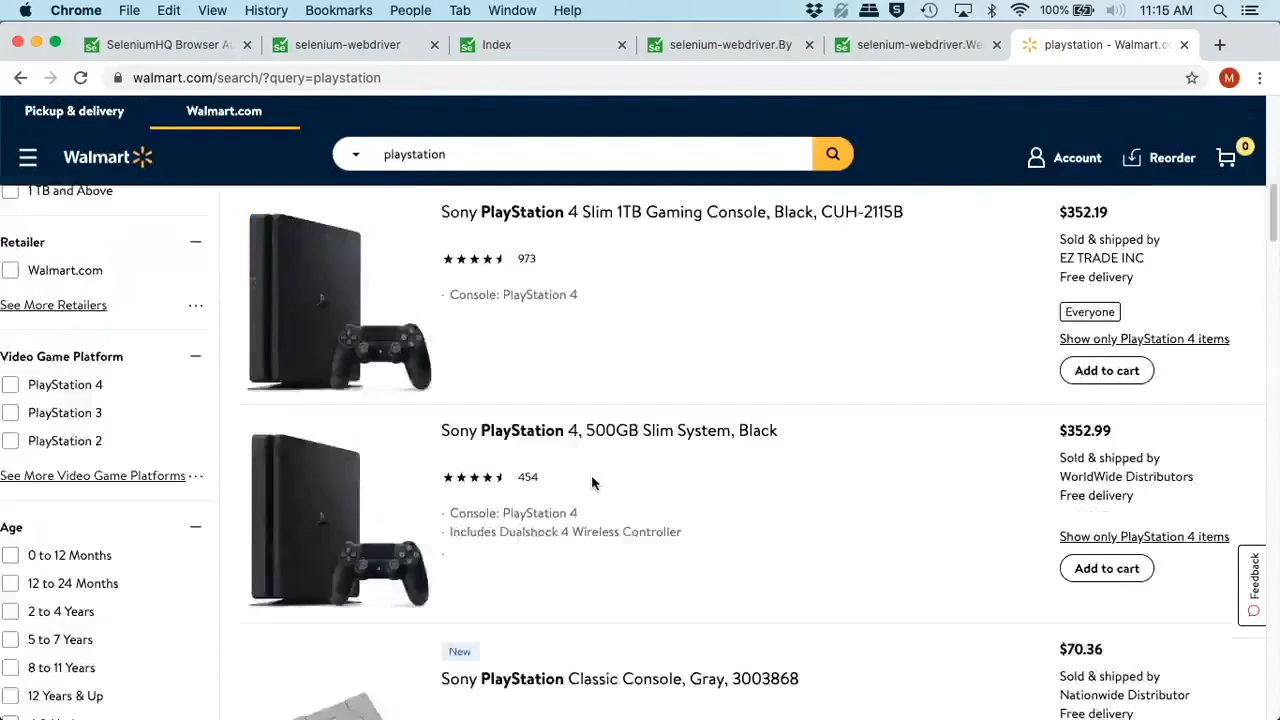 Chrome File Edit View History Bookmarks People Tab Window Help 100% 11:15 AM
SeleniumHQ Browser Au selenium-webdriver Index selenium-webdriver.By selenium-webdriver.We playstation - Walmart.c
walmart.com/search/?query=playstation M
Pickup & delivery Walmart.com
Walmart playstation Account Reorder 0
1 TB and Above
Retailer
Walmart.com
See More Retailers ...
Video Game Platform
PlayStation 4
PlayStation 3
PlayStation 2
See More Video Game Platforms ...
Age
0 to 12 Months
12 to 24 Months
2 to 4 Years
5 to 7 Years
8 to 11 Years
12 Years & Up
Sony PlayStation 4 Slim 1TB Gaming Console, Black, CUH-2115B
973
· Console: PlayStation 4
$352.19
Sold & shipped by
EZ TRADE INC
Free delivery
Everyone
Show only PlayStation 4 items
Add to cart
Sony PlayStation 4, 500GB Slim System, Black
454
· Console: PlayStation 4
· Includes Dualshock 4 Wireless Controller
·
$352.99
Sold & shipped by
WorldWide Distributors
Free delivery
Show only PlayStation 4 items
Add to cart
Feedback
New
Sony PlayStation Classic Console, Gray, 3003868
$70.36
Sold & shipped by
Nationwide Distributor
Free delivery